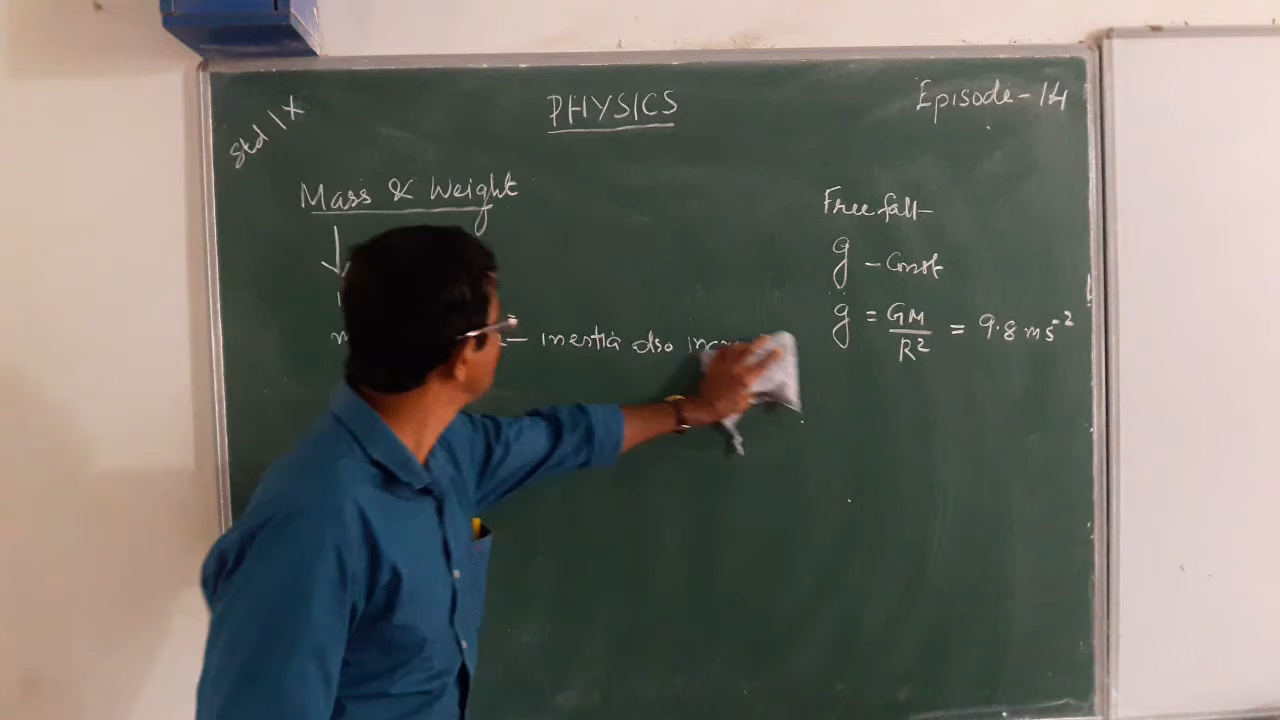 PHYSICS
Episode-14
Std IX
Mass & Weight
Free fall
g - Const
g = GM/R² = 9.8 ms⁻²
- inertia also